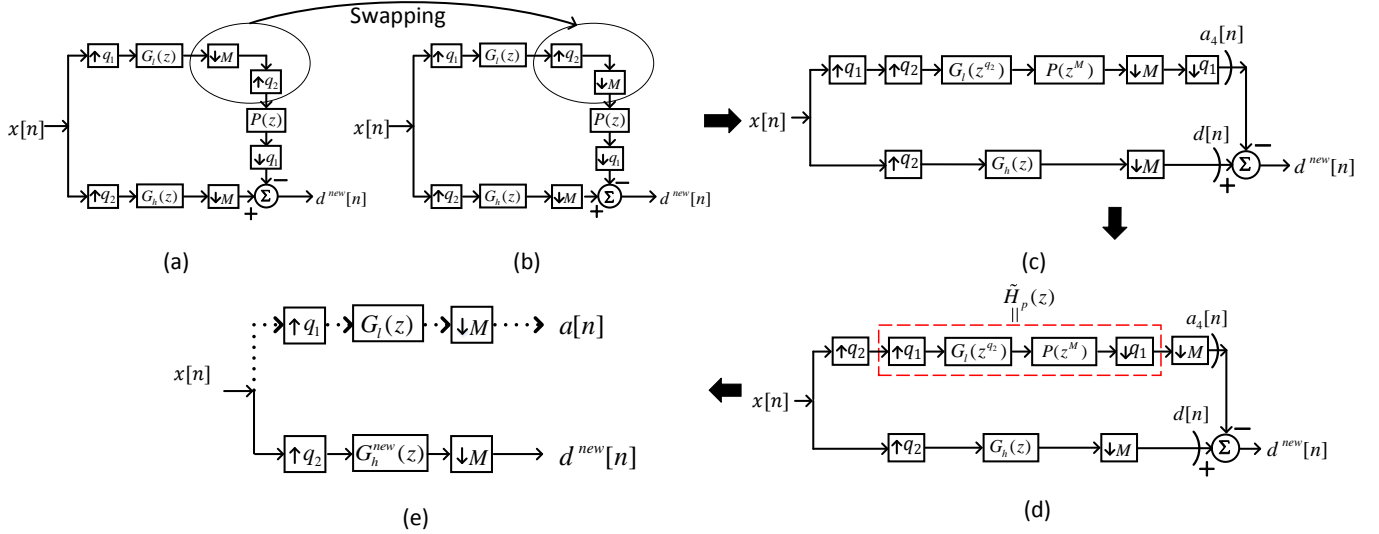 Swapping
↑q₁ G_l(z) ↓M
↑q₂
P(z)
↓q₁
x[n]
−
↑q₂ G_h(z) ↓M Σ d^new[n]
+
(a)
↑q₁ G_l(z) ↑q₂
↓M
P(z)
↓q₁
x[n]
−
↑q₂ G_h(z) ↓M Σ d^new[n]
+
(b)
a₄[n]
↑q₁ ↑q₂ G_l(z^{q₂}) P(z^M) ↓M ↓q₁
x[n]
d[n] −
↑q₂ G_h(z) ↓M Σ d^new[n]
+
(c)
H̃_p(z)
=
a₄[n]
↑q₂ ↑q₁ G_l(z^{q₂}) P(z^M) ↓q₁ ↓M
x[n]
d[n] −
↑q₂ G_h(z) ↓M Σ d^new[n]
+
(d)
↑q₁ G_l(z) ↓M a[n]
x[n]
↑q₂ G_h^new(z) ↓M d^new[n]
(e)